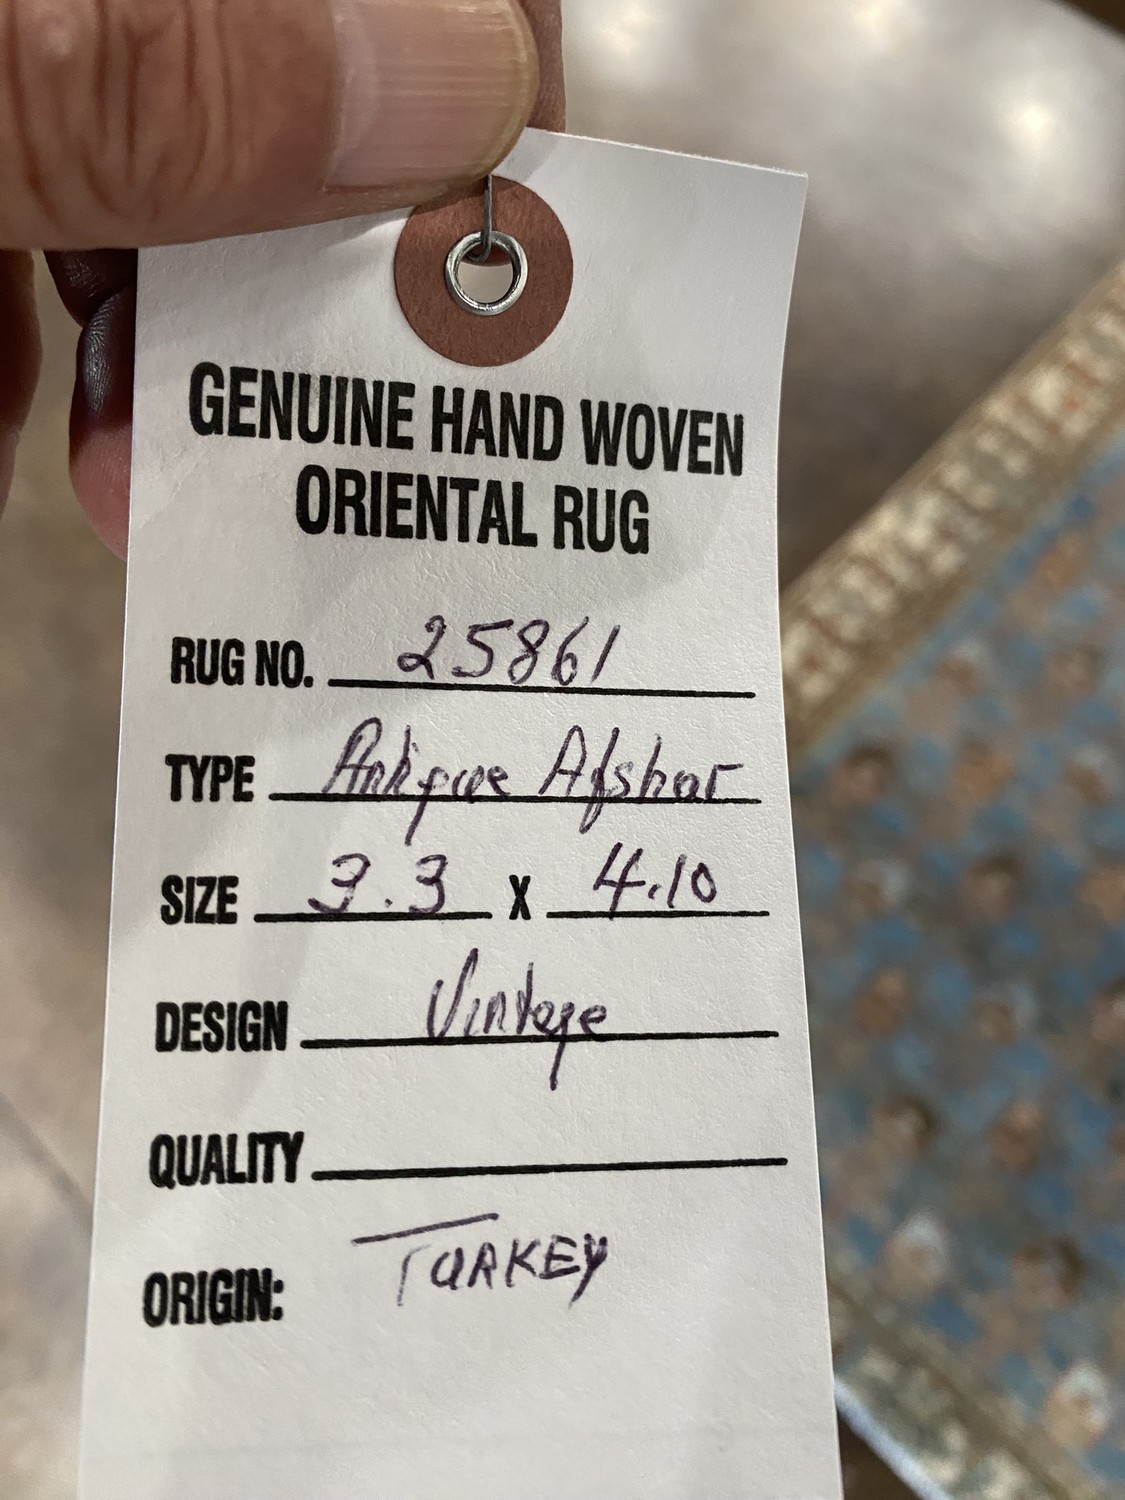 GENUINE HAND WOVEN
ORIENTAL RUG
RUG NO. 25861
TYPE Antique Afshar
SIZE 3.3 X 4.10
DESIGN Vintage
QUALITY
ORIGIN: TURKEY